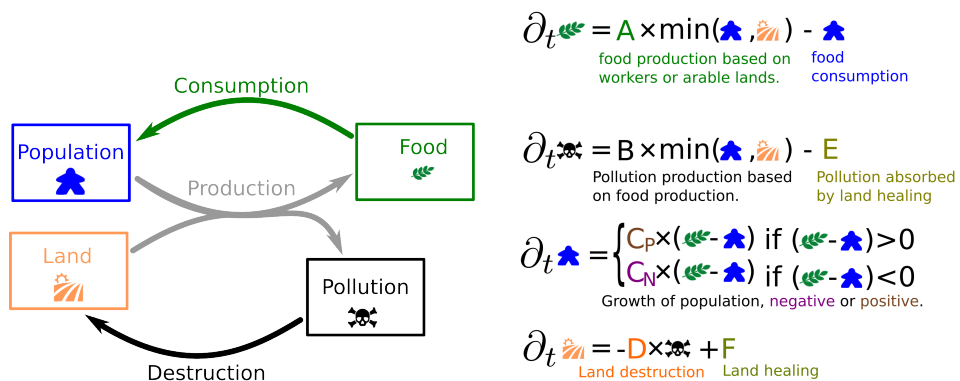 Consumption
Population
Food
Production
Land
Pollution
Destruction
∂t = A×min( , ) -
food production based on
workers or arable lands.
food
consumption
∂t = B×min( , ) - E
Pollution production based
on food production.
Pollution absorbed
by land healing
∂t = { CP×( - ) if ( - )>0
CN×( - ) if ( - )<0
Growth of population, negative or positive.
∂t = -D× +F
Land destruction
Land healing